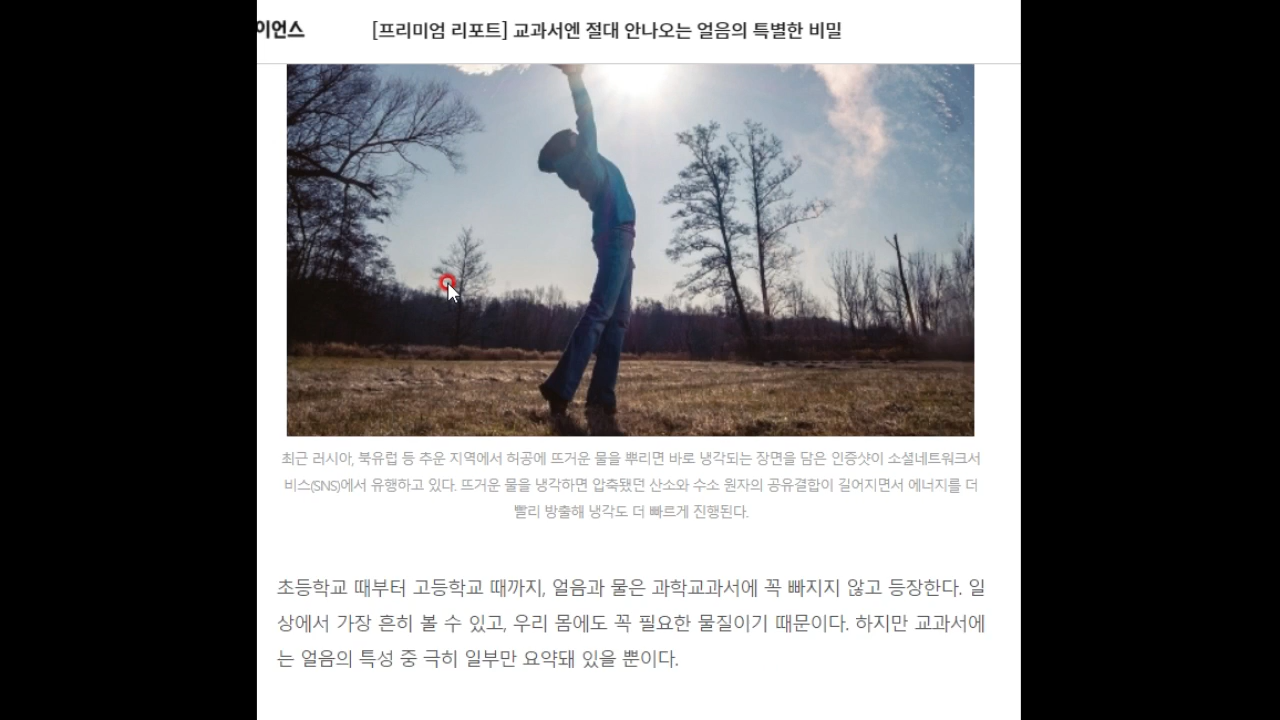 이언스
[프리미엄 리포트] 교과서엔 절대 안나오는 얼음의 특별한 비밀
최근 러시아, 북유럽 등 추운 지역에서 허공에 뜨거운 물을 뿌리면 바로 냉각되는 장면을 담은 인증샷이 소셜네트워크서
비스(SNS)에서 유행하고 있다. 뜨거운 물을 냉각하면 압축됐던 산소와 수소 원자의 공유결합이 길어지면서 에너지를 더
빨리 방출해 냉각도 더 빠르게 진행된다.
초등학교 때부터 고등학교 때까지, 얼음과 물은 과학교과서에 꼭 빠지지 않고 등장한다. 일
상에서 가장 흔히 볼 수 있고, 우리 몸에도 꼭 필요한 물질이기 때문이다. 하지만 교과서에
는 얼음의 특성 중 극히 일부만 요약돼 있을 뿐이다.